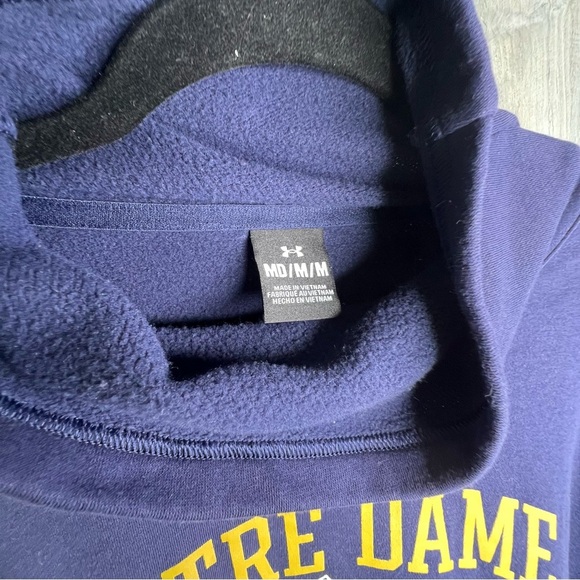 MD/M/M
MADE IN VIETNAM
FABRIQUÉ AU VIETNAM
HECHO EN VIETNAM
TRE DAME